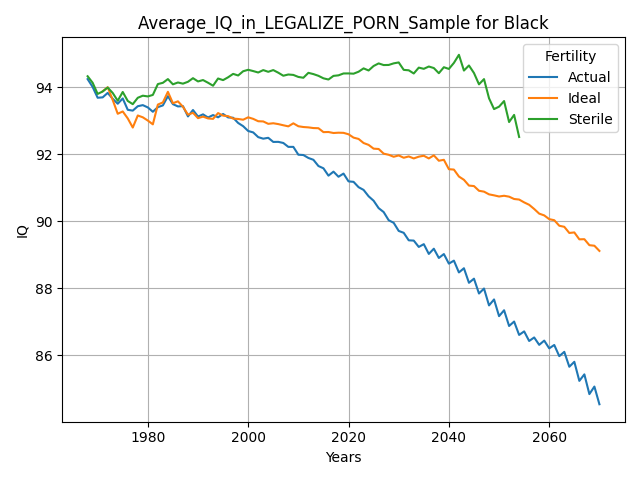 Average_IQ_in_LEGALIZE_PORN_Sample for Black
Fertility
Actual
Ideal
Sterile
94
92
90
88
86
IQ
1980
2000
2020
2040
2060
Years